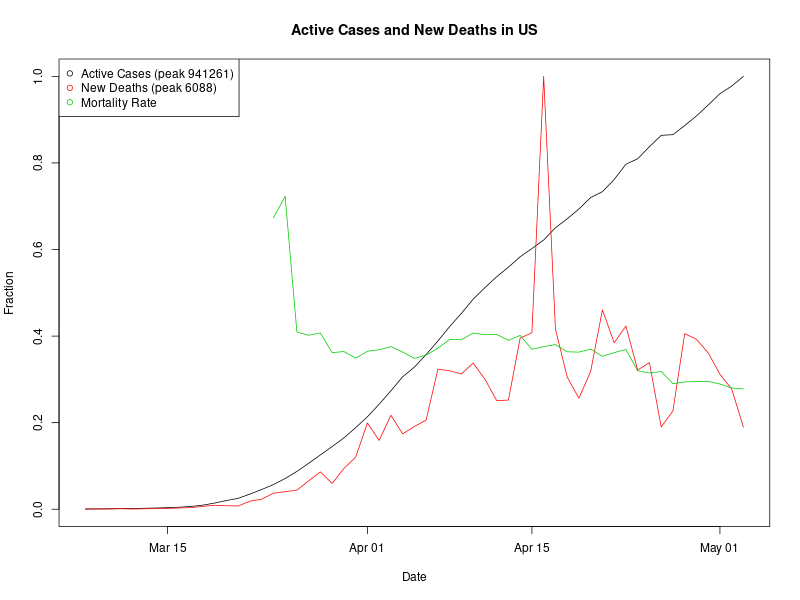 Active Cases and New Deaths in US
Active Cases (peak 941261)
New Deaths (peak 6088)
Mortality Rate
Fraction
1.0
0.8
0.6
0.4
0.2
0.0
Mar 15
Apr 01
Apr 15
May 01
Date